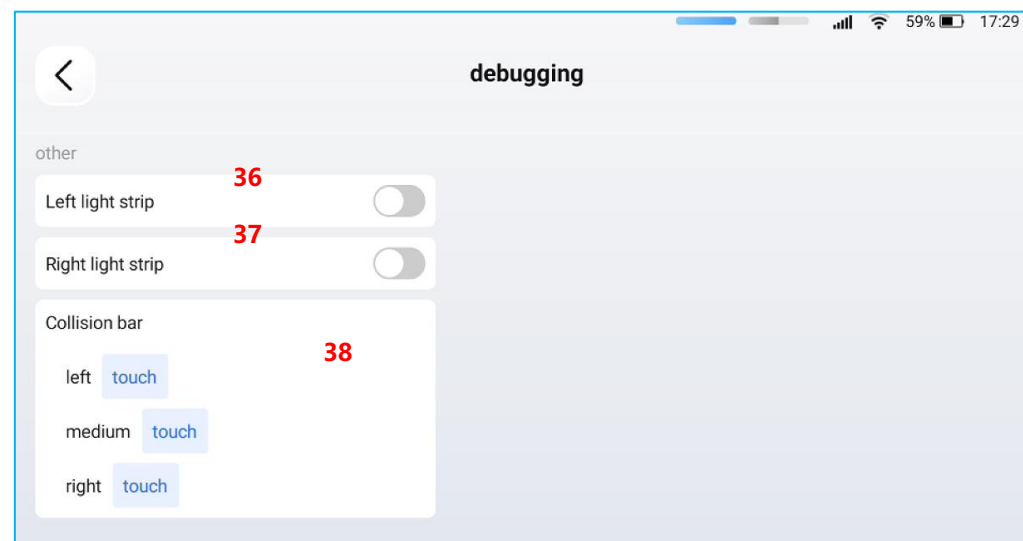 59% 17:29
debugging
other
36
Left light strip
37
Right light strip
Collision bar
38
left touch
medium touch
right touch